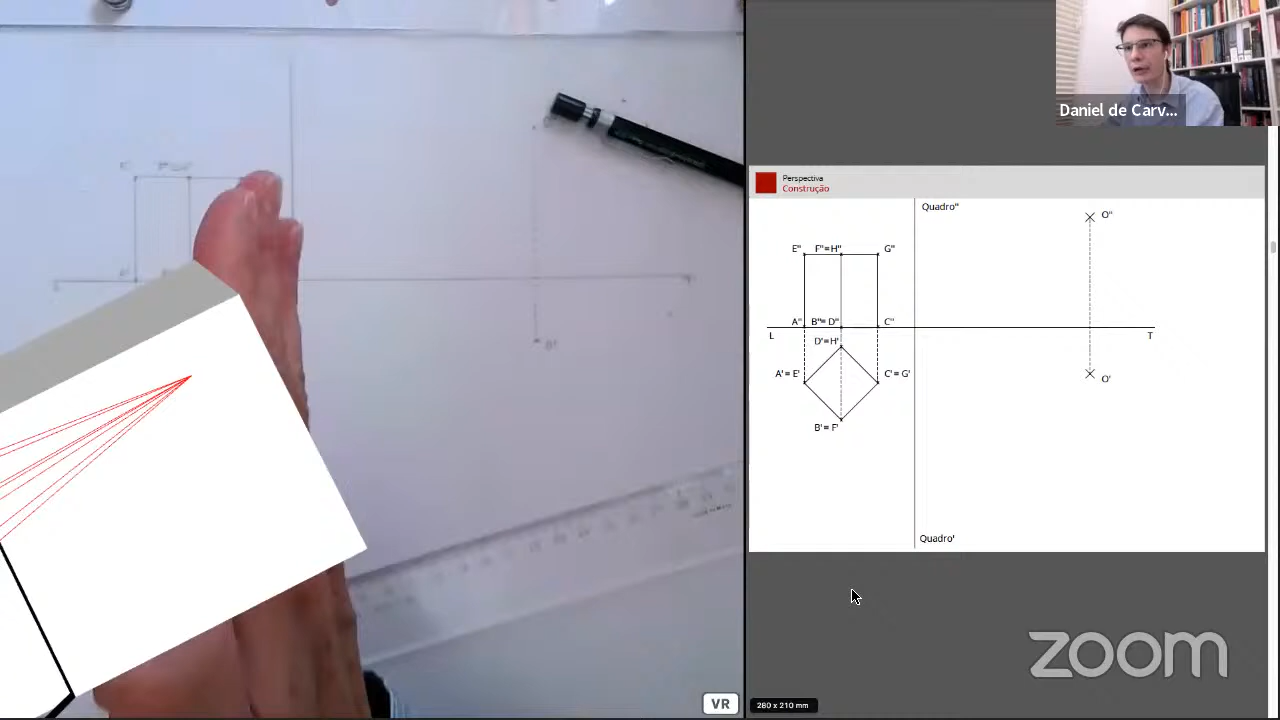 Daniel de Carv...
Perspectiva
Construção
Quadro"
O"
E" F"≡H" G"
A" B"≡ D" C"
L T
D'≡H'
A'≡ E' C'≡ G'
O'
B'≡ F'
Quadro'
O'
VR
280 x 210 mm
zoom